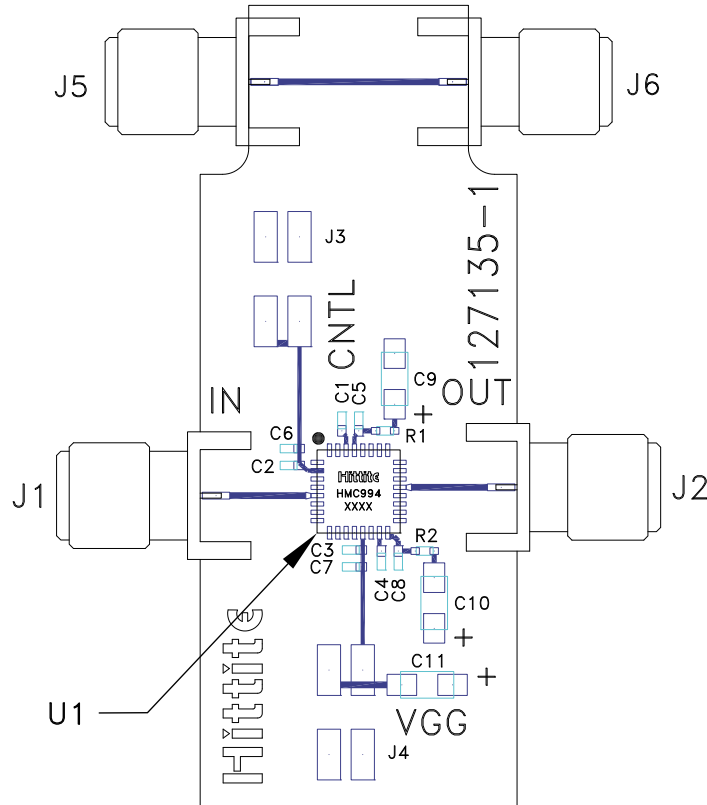 J5
J6
J3
127135-1
CNTL
C1
C5
C9
+
OUT
IN
R1
C6
C2
Hittite
HMC994
XXXX
J1
J2
C3
C7
C4
C8
R2
C10
+
C11
+
Hittite
U1
VGG
J4